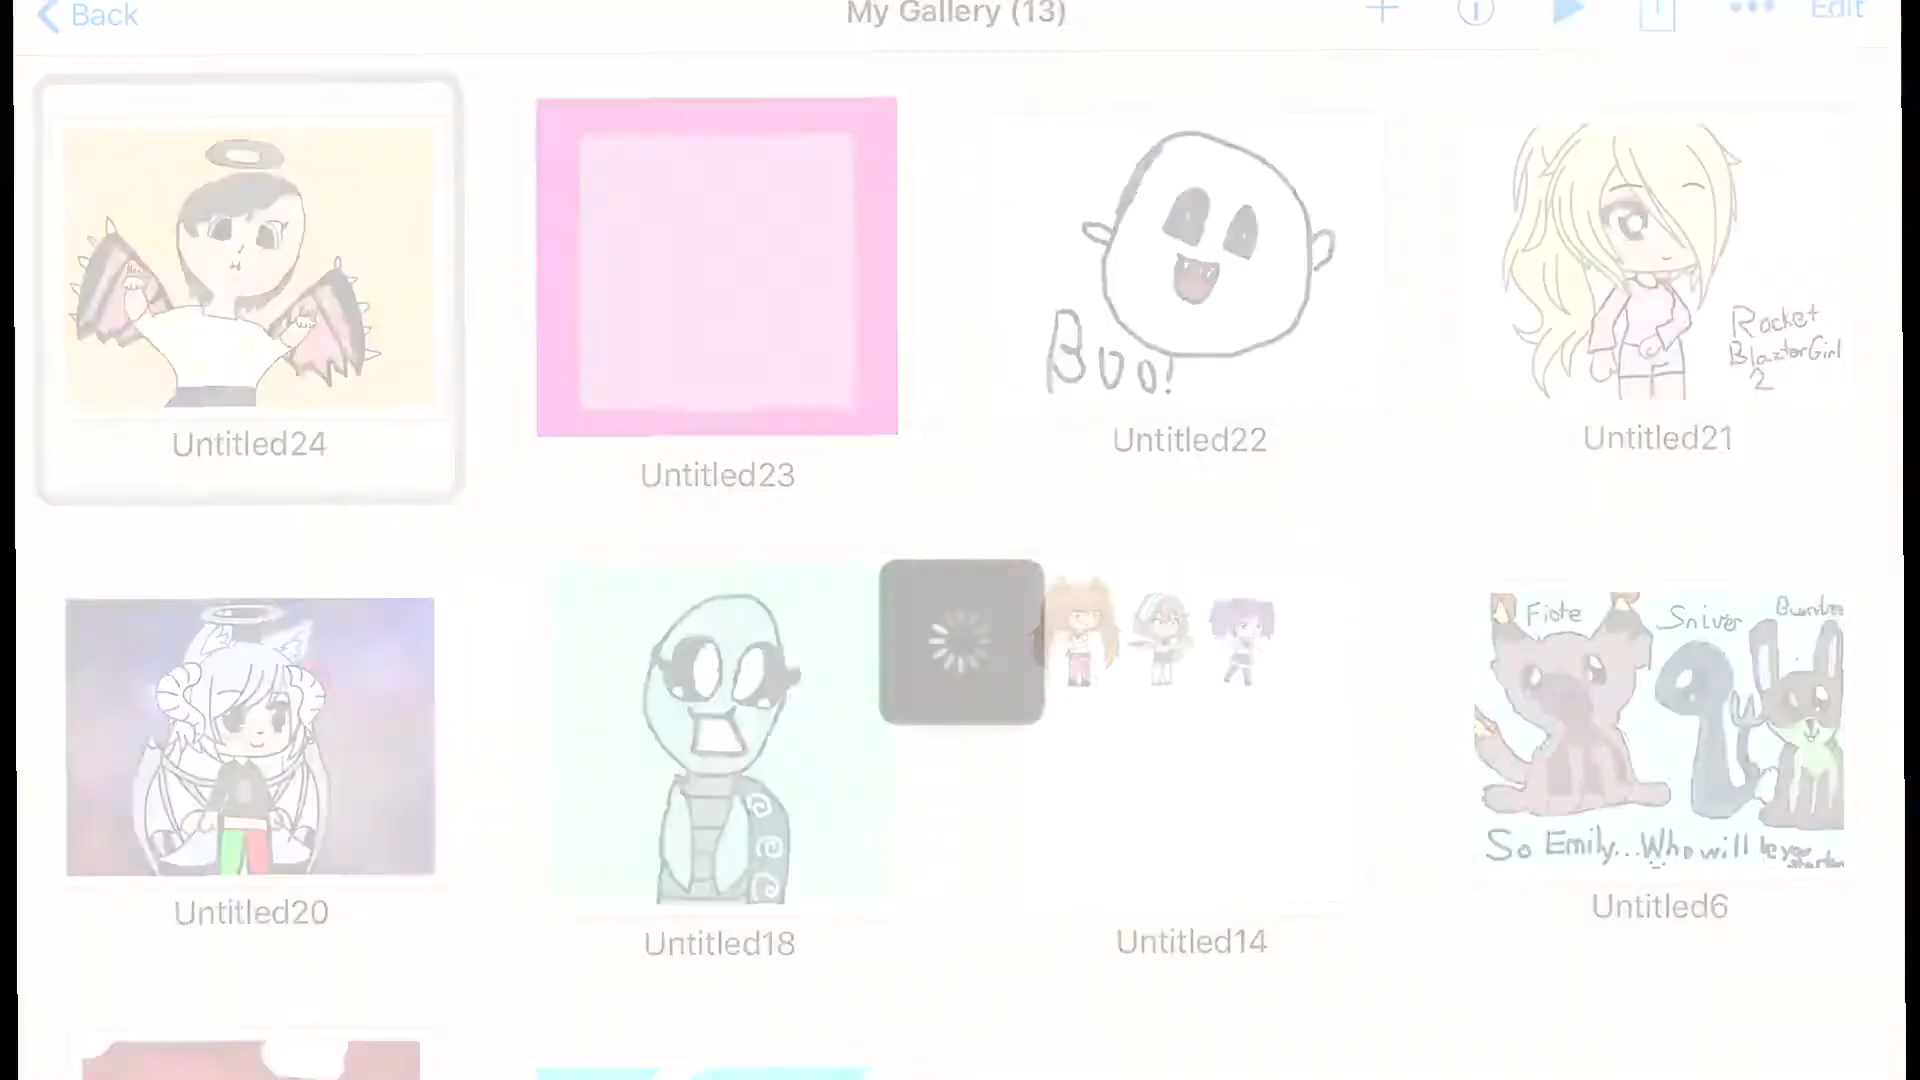 Back
My Gallery (13)
Edit
Untitled24
Untitled23
Boo!
Untitled22
Rocket
BlaztorGirl
2
Untitled21
Untitled20
Untitled18
Untitled14
Fiote
Sniver
So Emily...Who will be your
Untitled6